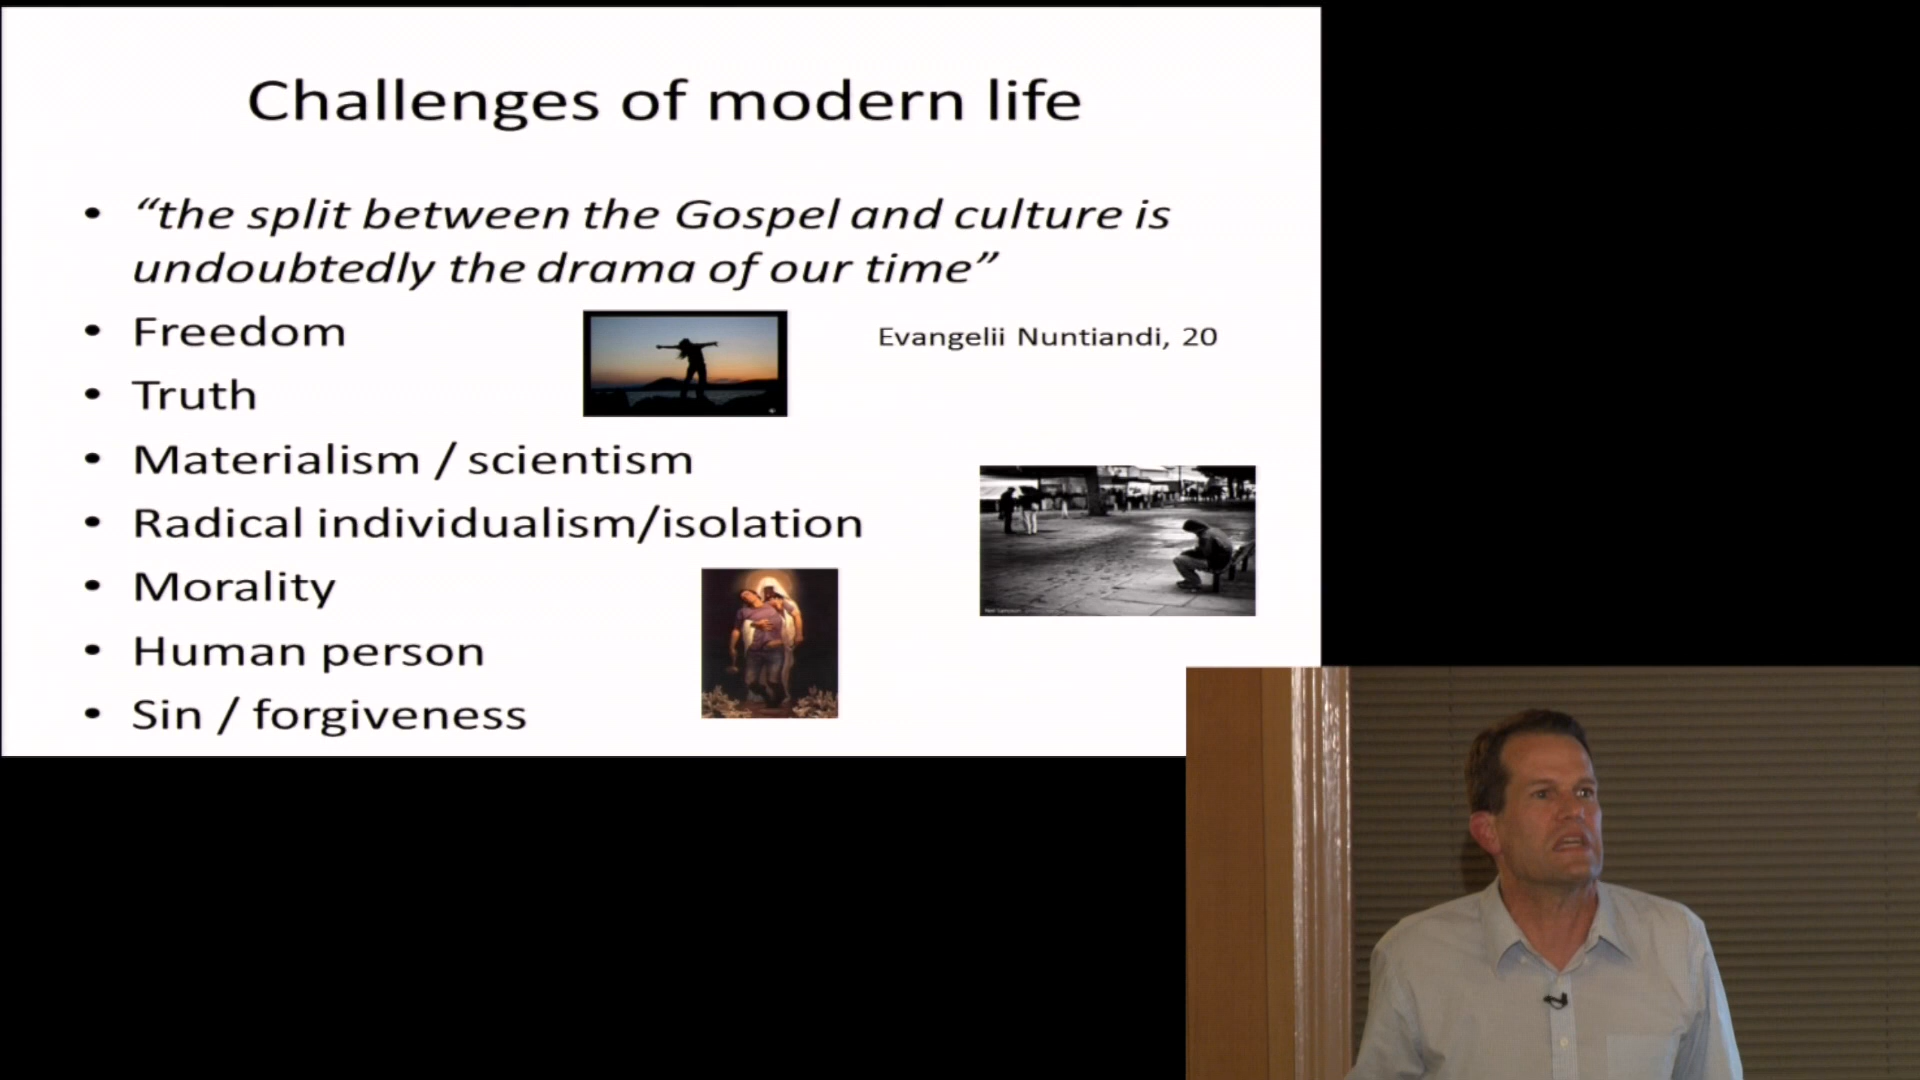 Challenges of modern life
• “the split between the Gospel and culture is
undoubtedly the drama of our time”
• Freedom
Evangelii Nuntiandi, 20
• Truth
• Materialism / scientism
• Radical individualism/isolation
• Morality
• Human person
• Sin / forgiveness